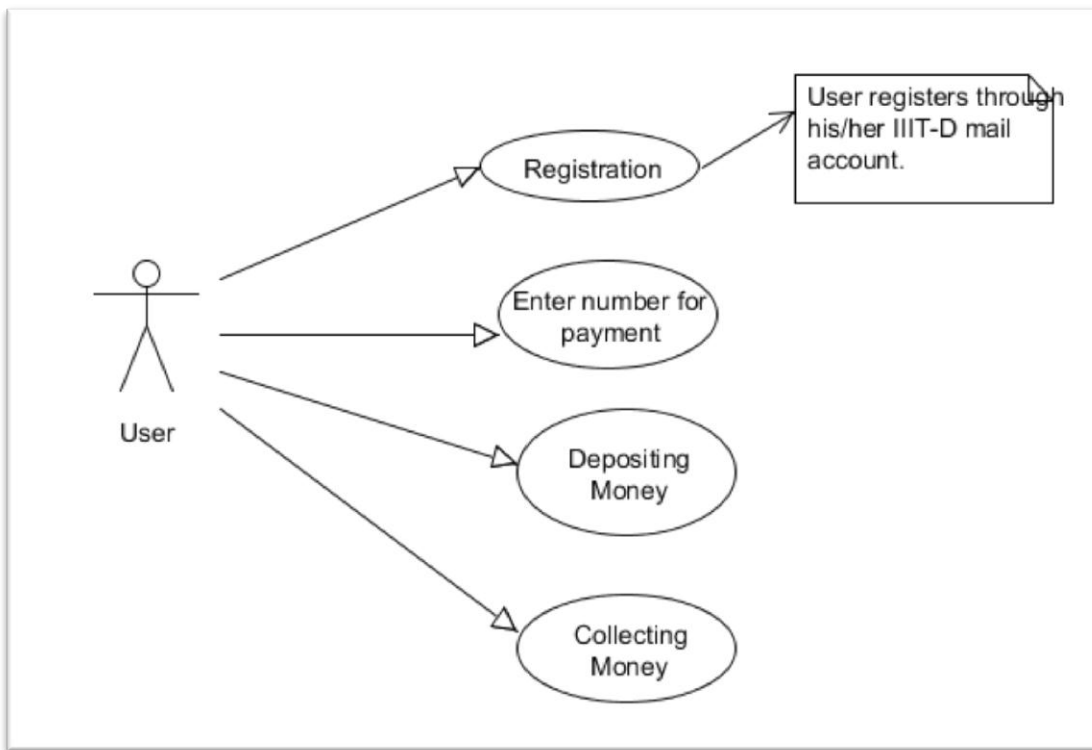 User registers through
his/her IIIT-D mail
account.
Registration
Enter number for
payment
User
Depositing
Money
Collecting
Money